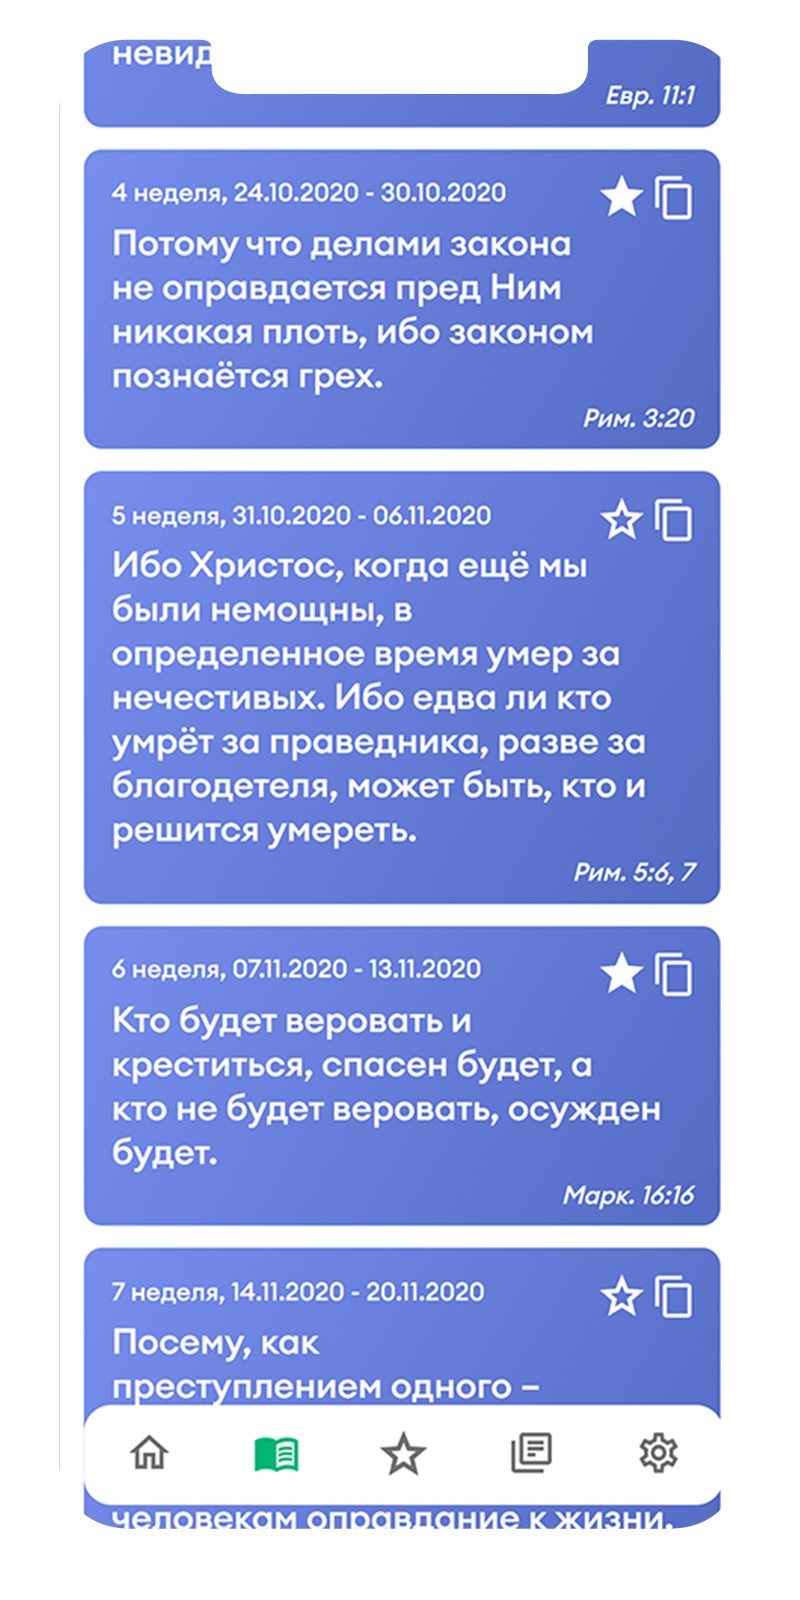 Евр. 11:1
4 неделя, 24.10.2020 - 30.10.2020
Потому что делами закона
не оправдается пред Ним
никакая плоть, ибо законом
познаётся грех.
Рим. 3:20
5 неделя, 31.10.2020 - 06.11.2020
Ибо Христос, когда ещё мы
были немощны, в
определенное время умер за
нечестивых. Ибо едва ли кто
умрёт за праведника, разве за
благодетеля, может быть, кто и
решится умереть.
Рим. 5:6, 7
6 неделя, 07.11.2020 - 13.11.2020
Кто будет веровать и
креститься, спасен будет, а
кто не будет веровать, осужден
будет.
Марк. 16:16
7 неделя, 14.11.2020 - 20.11.2020
Посему, как
преступлением одного –
человекам оправдание к жизни.